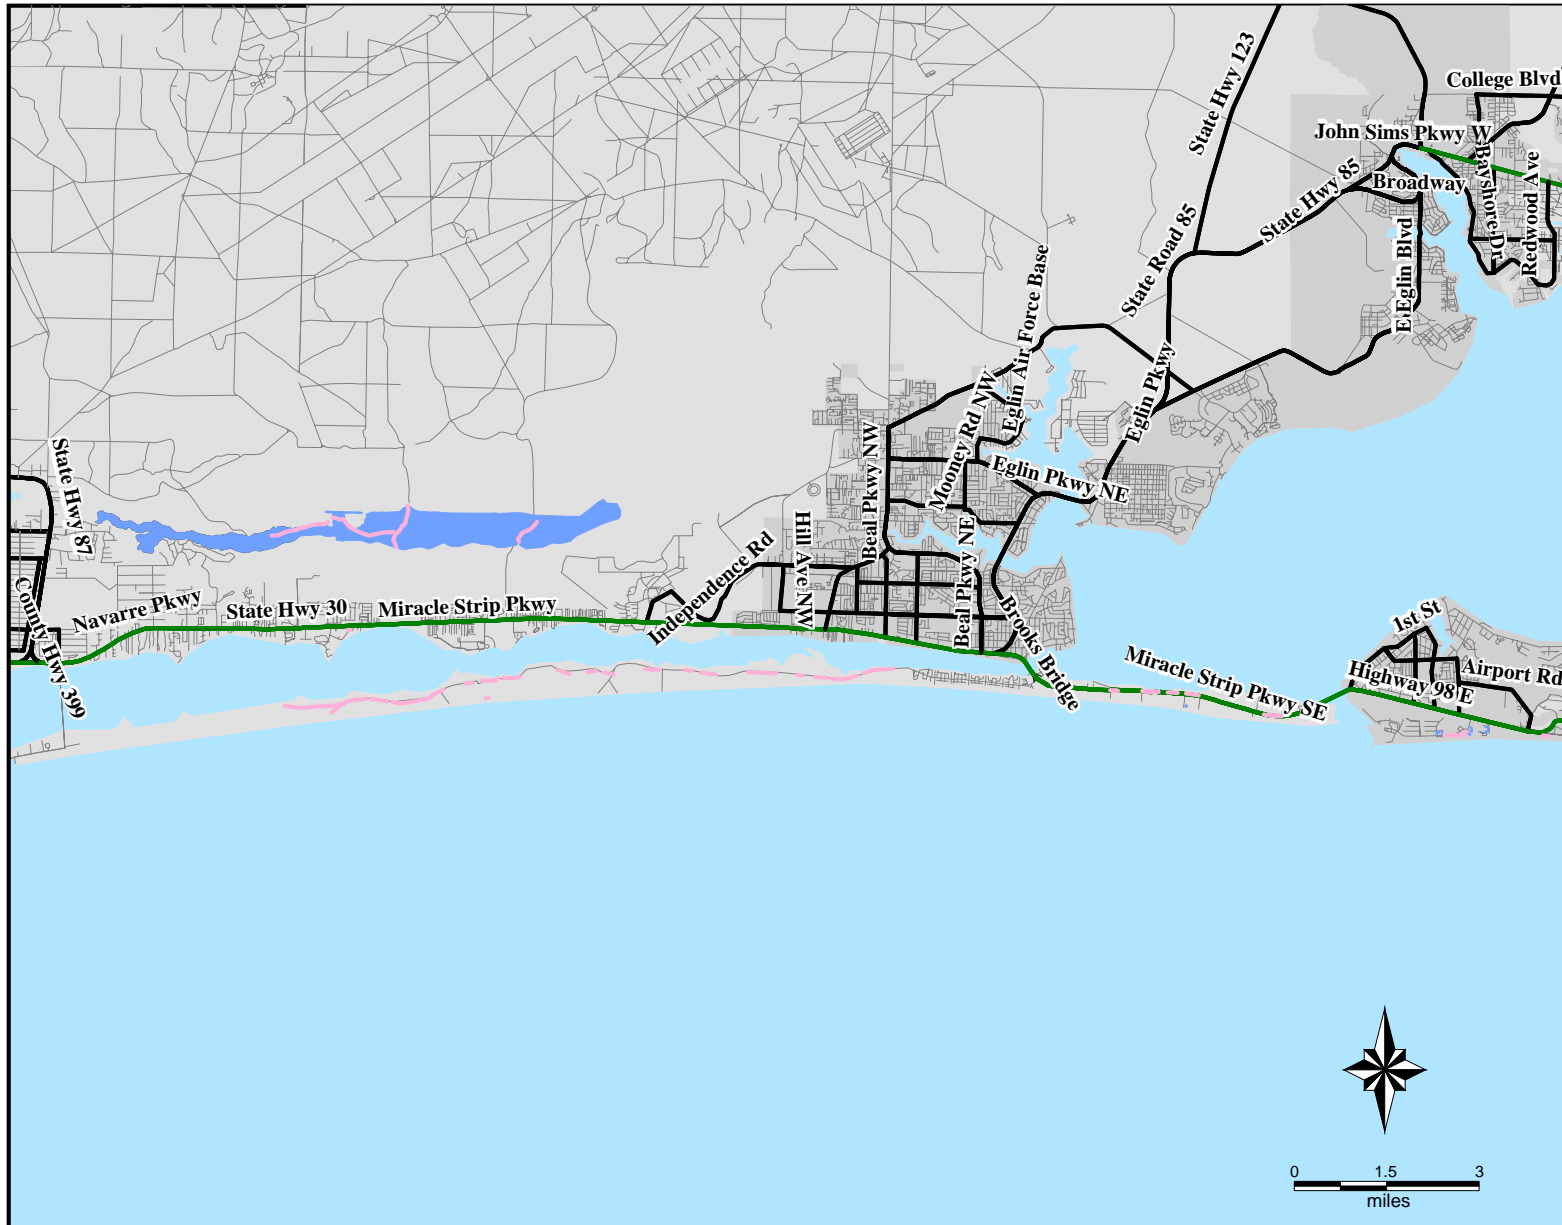 State Hwy 123
College Blvd
John Sims Pkwy W
Bayshore Dr
Redwood Ave
State Hwy 85
Broadway
State Road 85
E Eglin Blvd
Eglin Air Force Base
Eglin Pkwy
Mooney Rd NW
Beal Pkwy NW
Eglin Pkwy NE
State Hwy 87
Hill Ave NW
Beal Pkwy NE
Independence Rd
County Hwy 399
Navarre Pkwy
State Hwy 30
Miracle Strip Pkwy
Brooks Bridge
1st St
Miracle Strip Pkwy SE
Highway 98 E
Airport Rd
0 1.5 3
miles